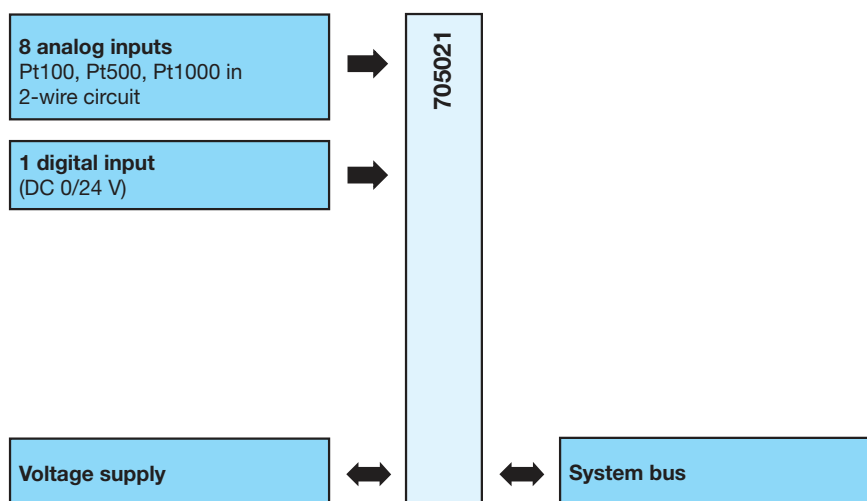 8 analog inputs
Pt100, Pt500, Pt1000 in
2-wire circuit
705021
1 digital input
(DC 0/24 V)
Voltage supply
System bus